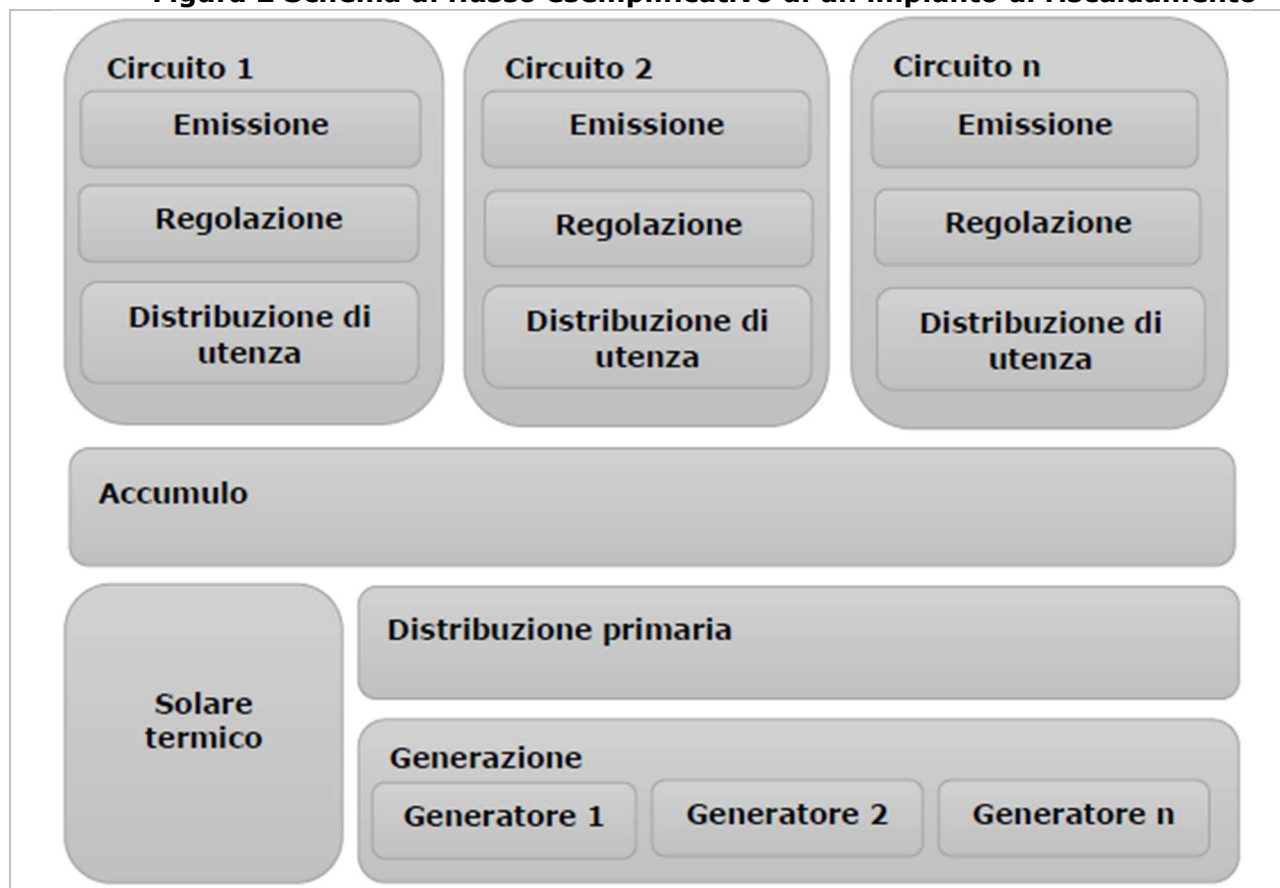 Circuito 1
Emissione
Regolazione
Distribuzione di
utenza
Circuito 2
Emissione
Regolazione
Distribuzione di
utenza
Circuito n
Emissione
Regolazione
Distribuzione di
utenza
Accumulo
Solare
termico
Distribuzione primaria
Generazione
Generatore 1
Generatore 2
Generatore n